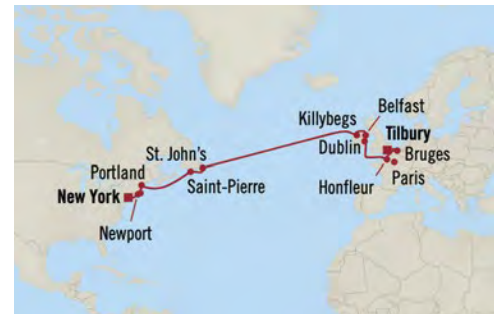 Killybegs
Belfast
Tilbury
Dublin
Bruges
St. John's
Portland
Saint-Pierre
Honfleur
Paris
New York
Newport